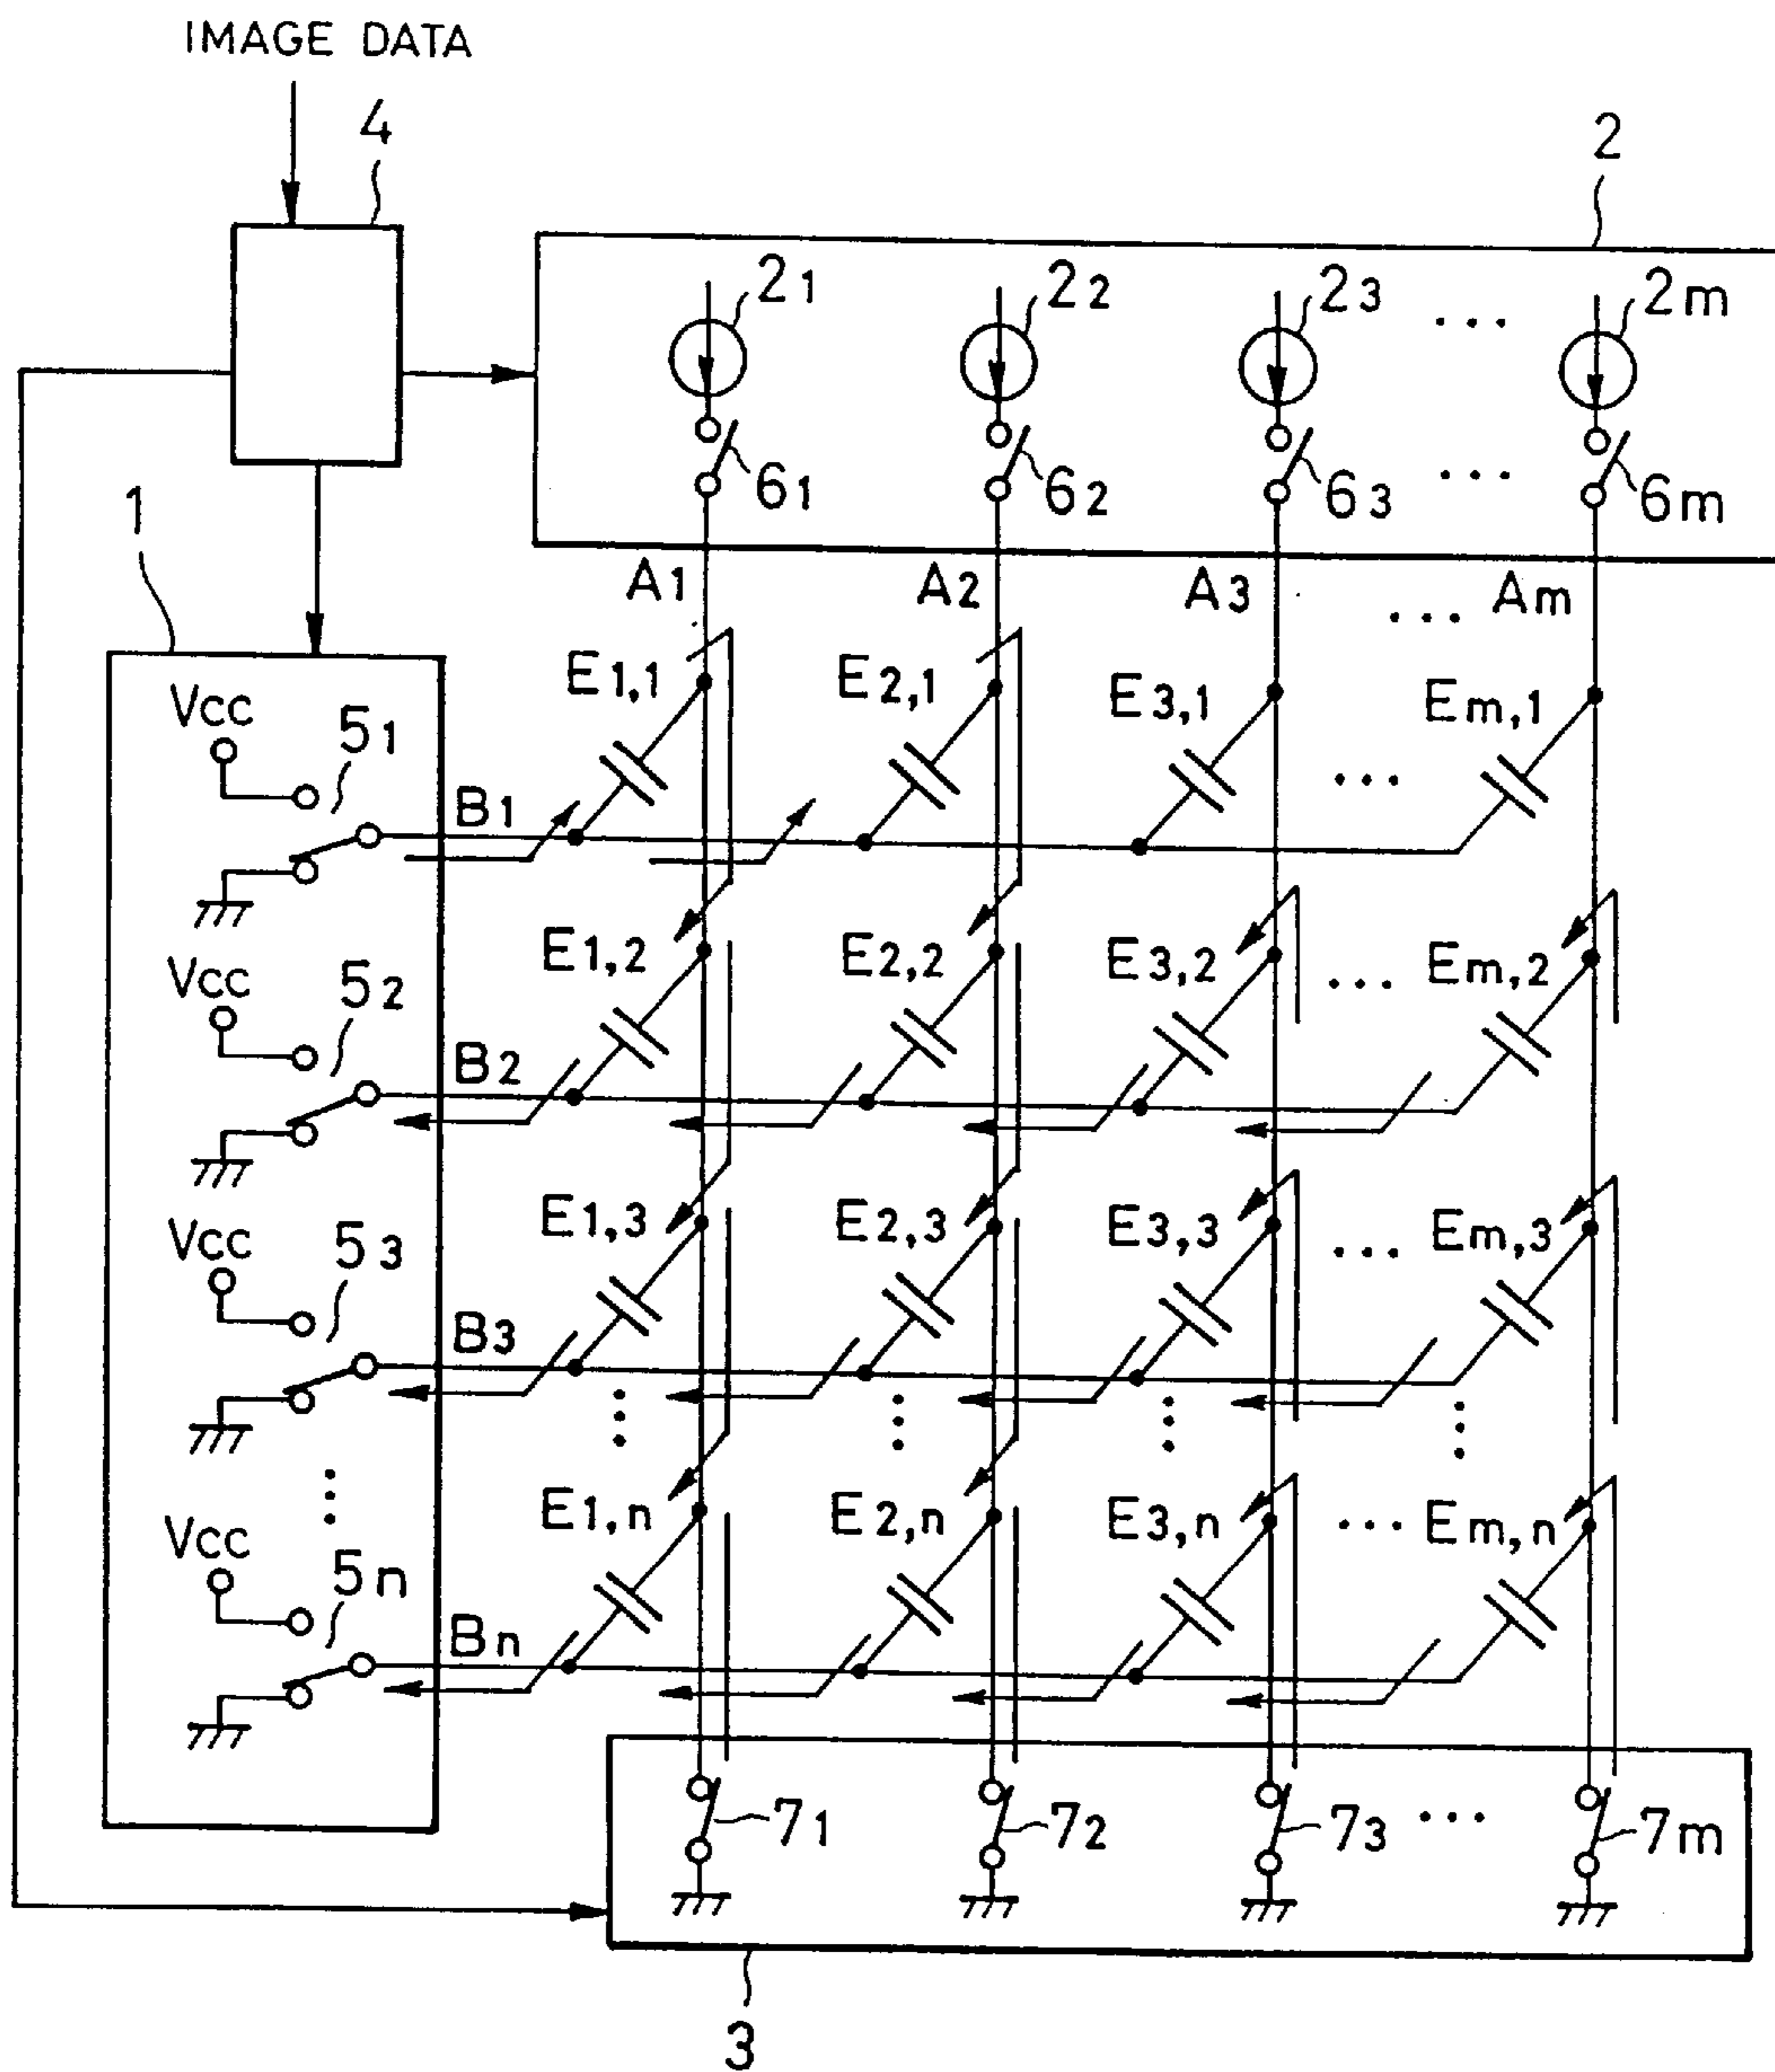 IMAGE DATA
4
2
21 22 23 ... 2m
61 62 63 ... 6m
1
A1 A2 A3 ... Am
E1,1 E2,1 E3,1 Em,1
Vcc
51
...
B1
E1,2 E2,2 E3,2 ... Em,2
Vcc
52
B2
E1,3 E2,3 E3,3 ... Em,3
Vcc
53
B3
E1,n E2,n E3,n ... Em,n
Vcc
5n
Bn
71 72 73 ... 7m
3